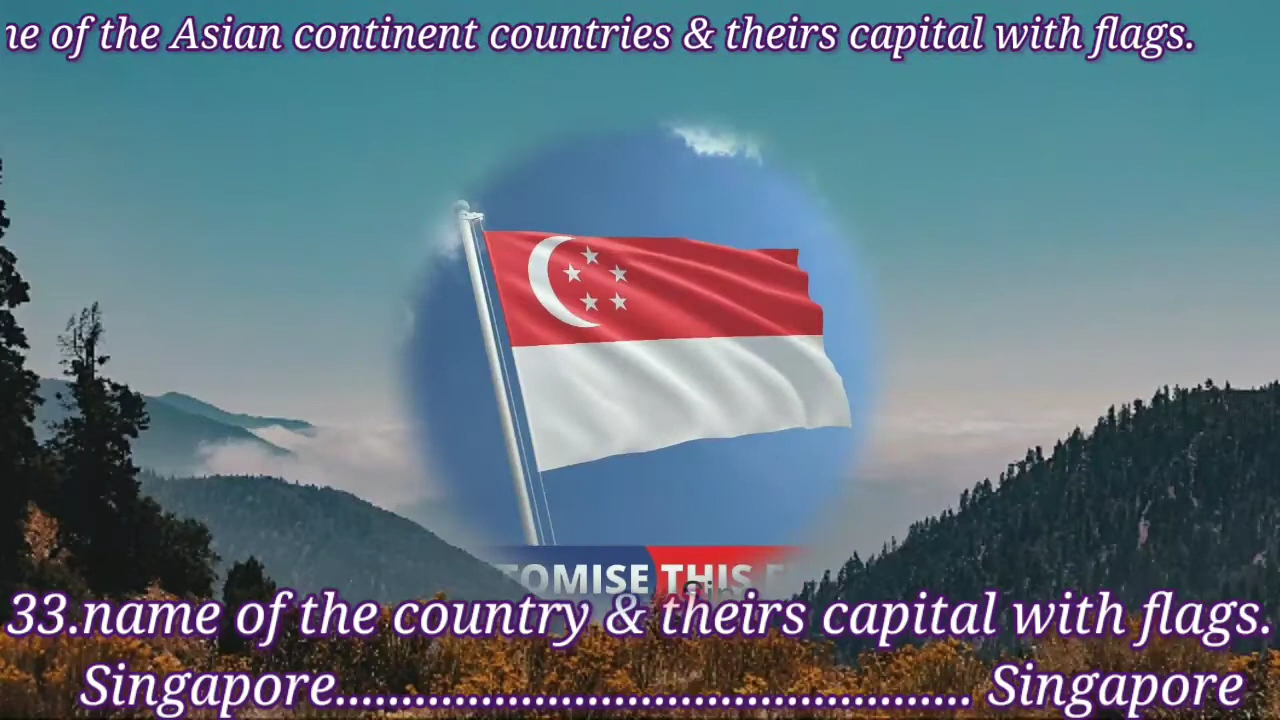 of the Asian continent countries & theirs capital with flags.
THIS
33.name of the country & theirs capital with flags.
Singapore................................................ Singapore